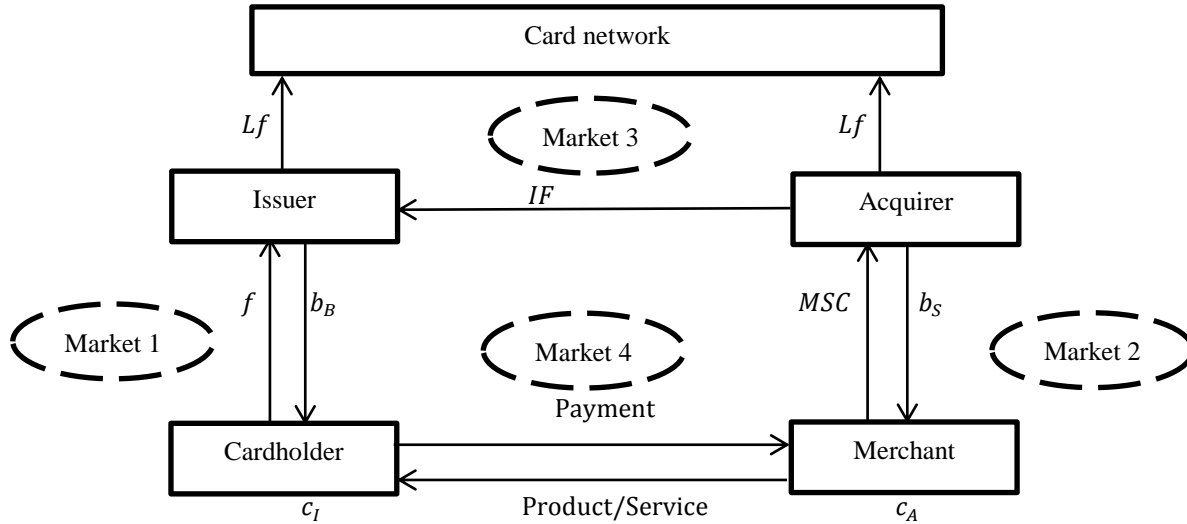 Card network
Lf
Market 3
Lf
Issuer
IF
Acquirer
f
b_B
MSC
b_S
Market 1
Market 4
Market 2
Payment
Cardholder
Merchant
Product/Service
c_I
c_A